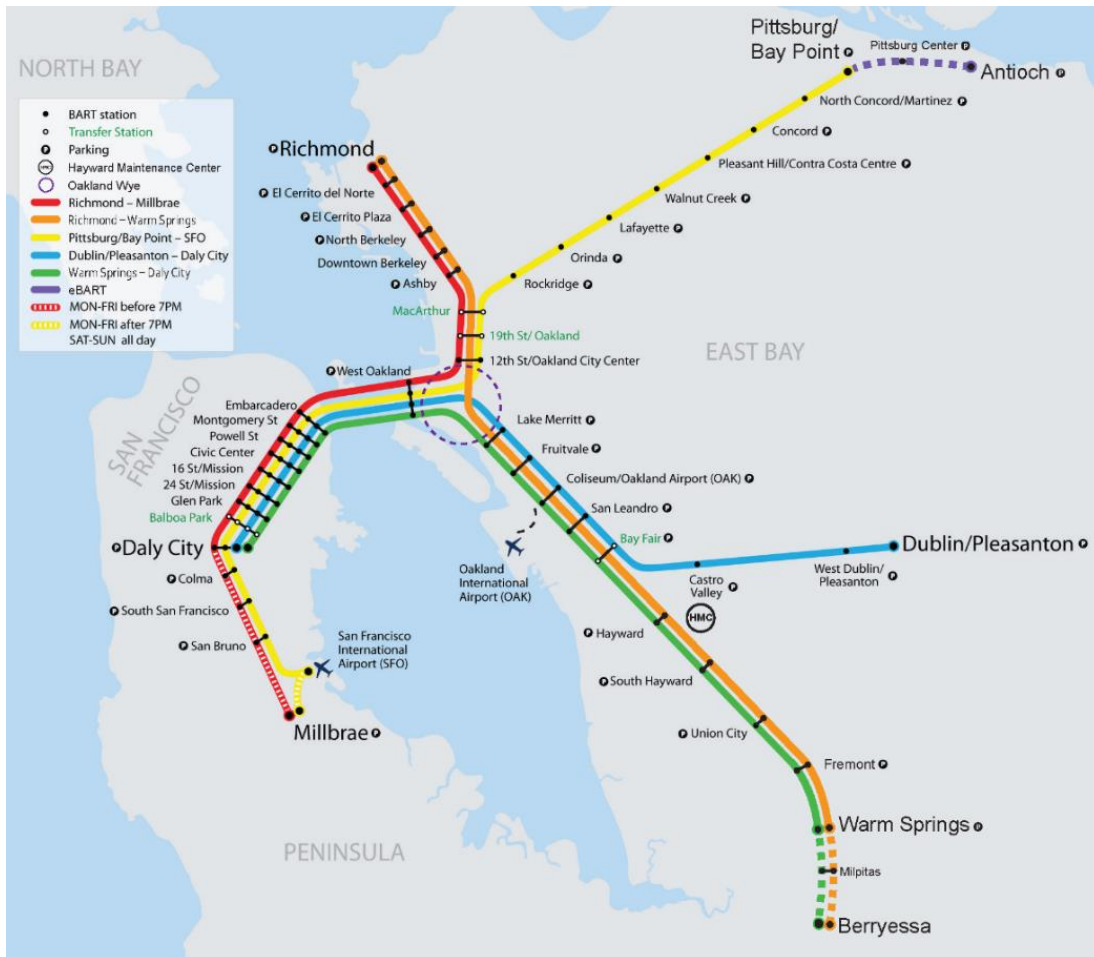 NORTH BAY
BART station
Transfer Station
P Parking
HMC Hayward Maintenance Center
Oakland Wye
Richmond – Millbrae
Richmond – Warm Springs
Pittsburg/Bay Point – SFO
Dublin/Pleasanton – Daly City
Warm Springs – Daly City
eBART
MON-FRI before 7PM
MON-FRI after 7PM
SAT-SUN all day
Pittsburg/
Bay Point P
Pittsburg Center P
Antioch P
North Concord/Martinez P
Concord P
Pleasant Hill/Contra Costa Centre P
Walnut Creek P
Lafayette P
Orinda P
Rockridge P
P Richmond
P El Cerrito del Norte
P El Cerrito Plaza
P North Berkeley
Downtown Berkeley
P Ashby
MacArthur
19th St/ Oakland
12th St/Oakland City Center
EAST BAY
P West Oakland
SAN
FRANCISCO
Embarcadero
Montgomery St
Powell St
Civic Center
16 St/Mission
24 St/Mission
Glen Park
Balboa Park
P Daly City
P Colma
P South San Francisco
P San Bruno
San Francisco
International
Airport (SFO)
Millbrae P
Lake Merritt P
Fruitvale P
Coliseum/Oakland Airport (OAK) P
San Leandro P
Bay Fair P
Oakland
International
Airport (OAK)
Castro
Valley P
West Dublin/
Pleasanton P
Dublin/Pleasanton P
HMC
P Hayward
P South Hayward
P Union City
Fremont P
Warm Springs P
Milpitas
Berryessa
PENINSULA